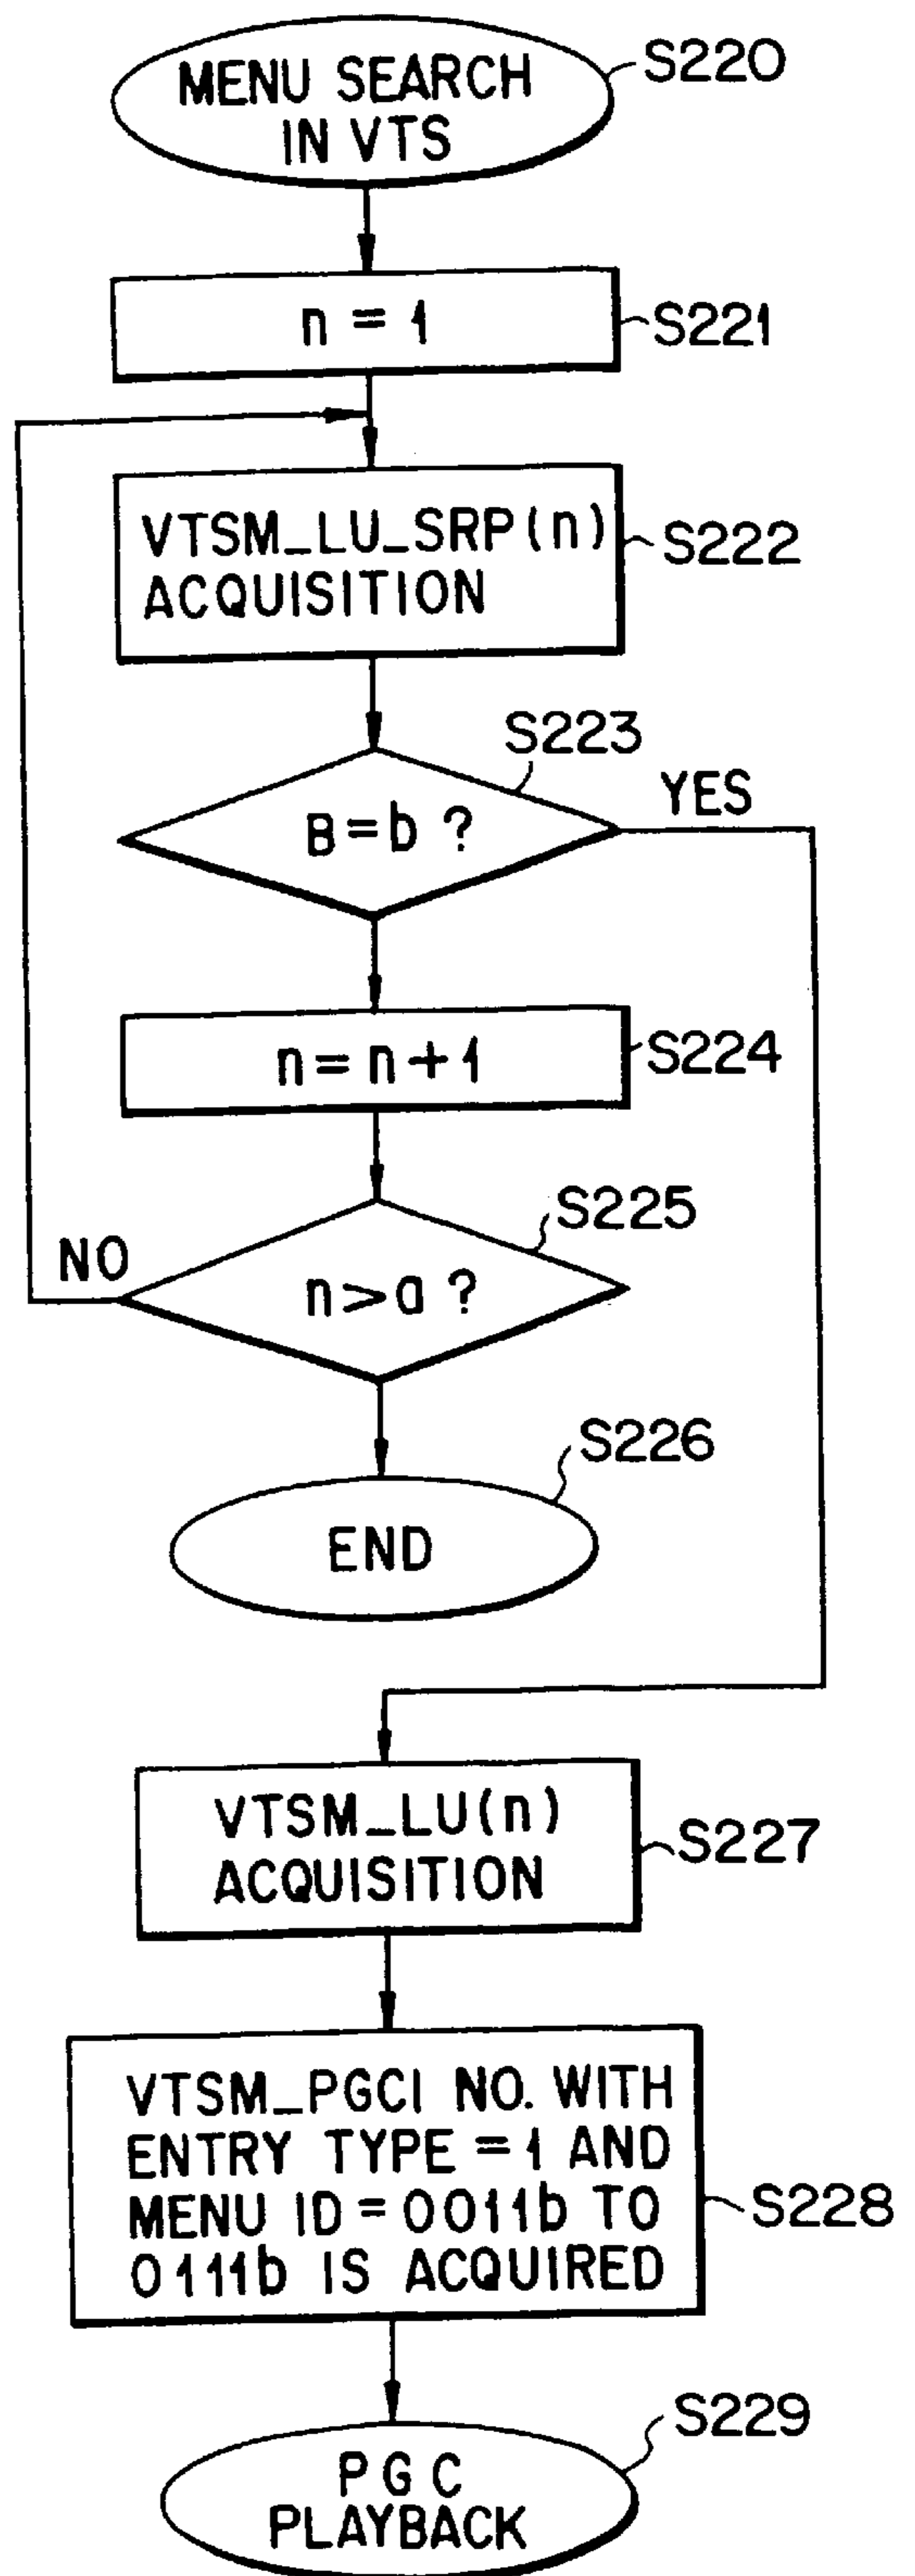 MENU SEARCH
IN VTS
S220
n = 1
S221
VTSM_LU_SRP(n)
ACQUISITION
S222
S223
B=b ?
YES
n=n+1
S224
S225
NO
n>a ?
S226
END
VTSM_LU(n)
ACQUISITION
S227
VTSM_PGCI NO. WITH
ENTRY TYPE =1 AND
MENU ID=0011b TO
0111b IS ACQUIRED
S228
S229
PGC
PLAYBACK